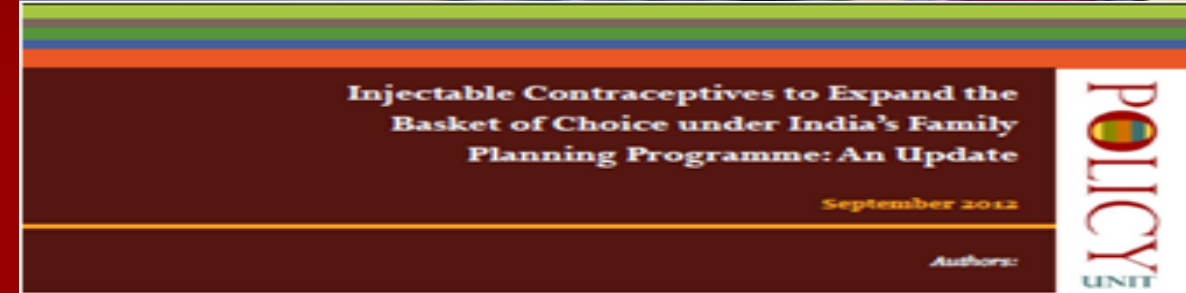 Injectable Contraceptives to Expand the
Basket of Choice under India's Family
Planning Programme: An Update
September 2012
Authors:
POLICY
UNIT